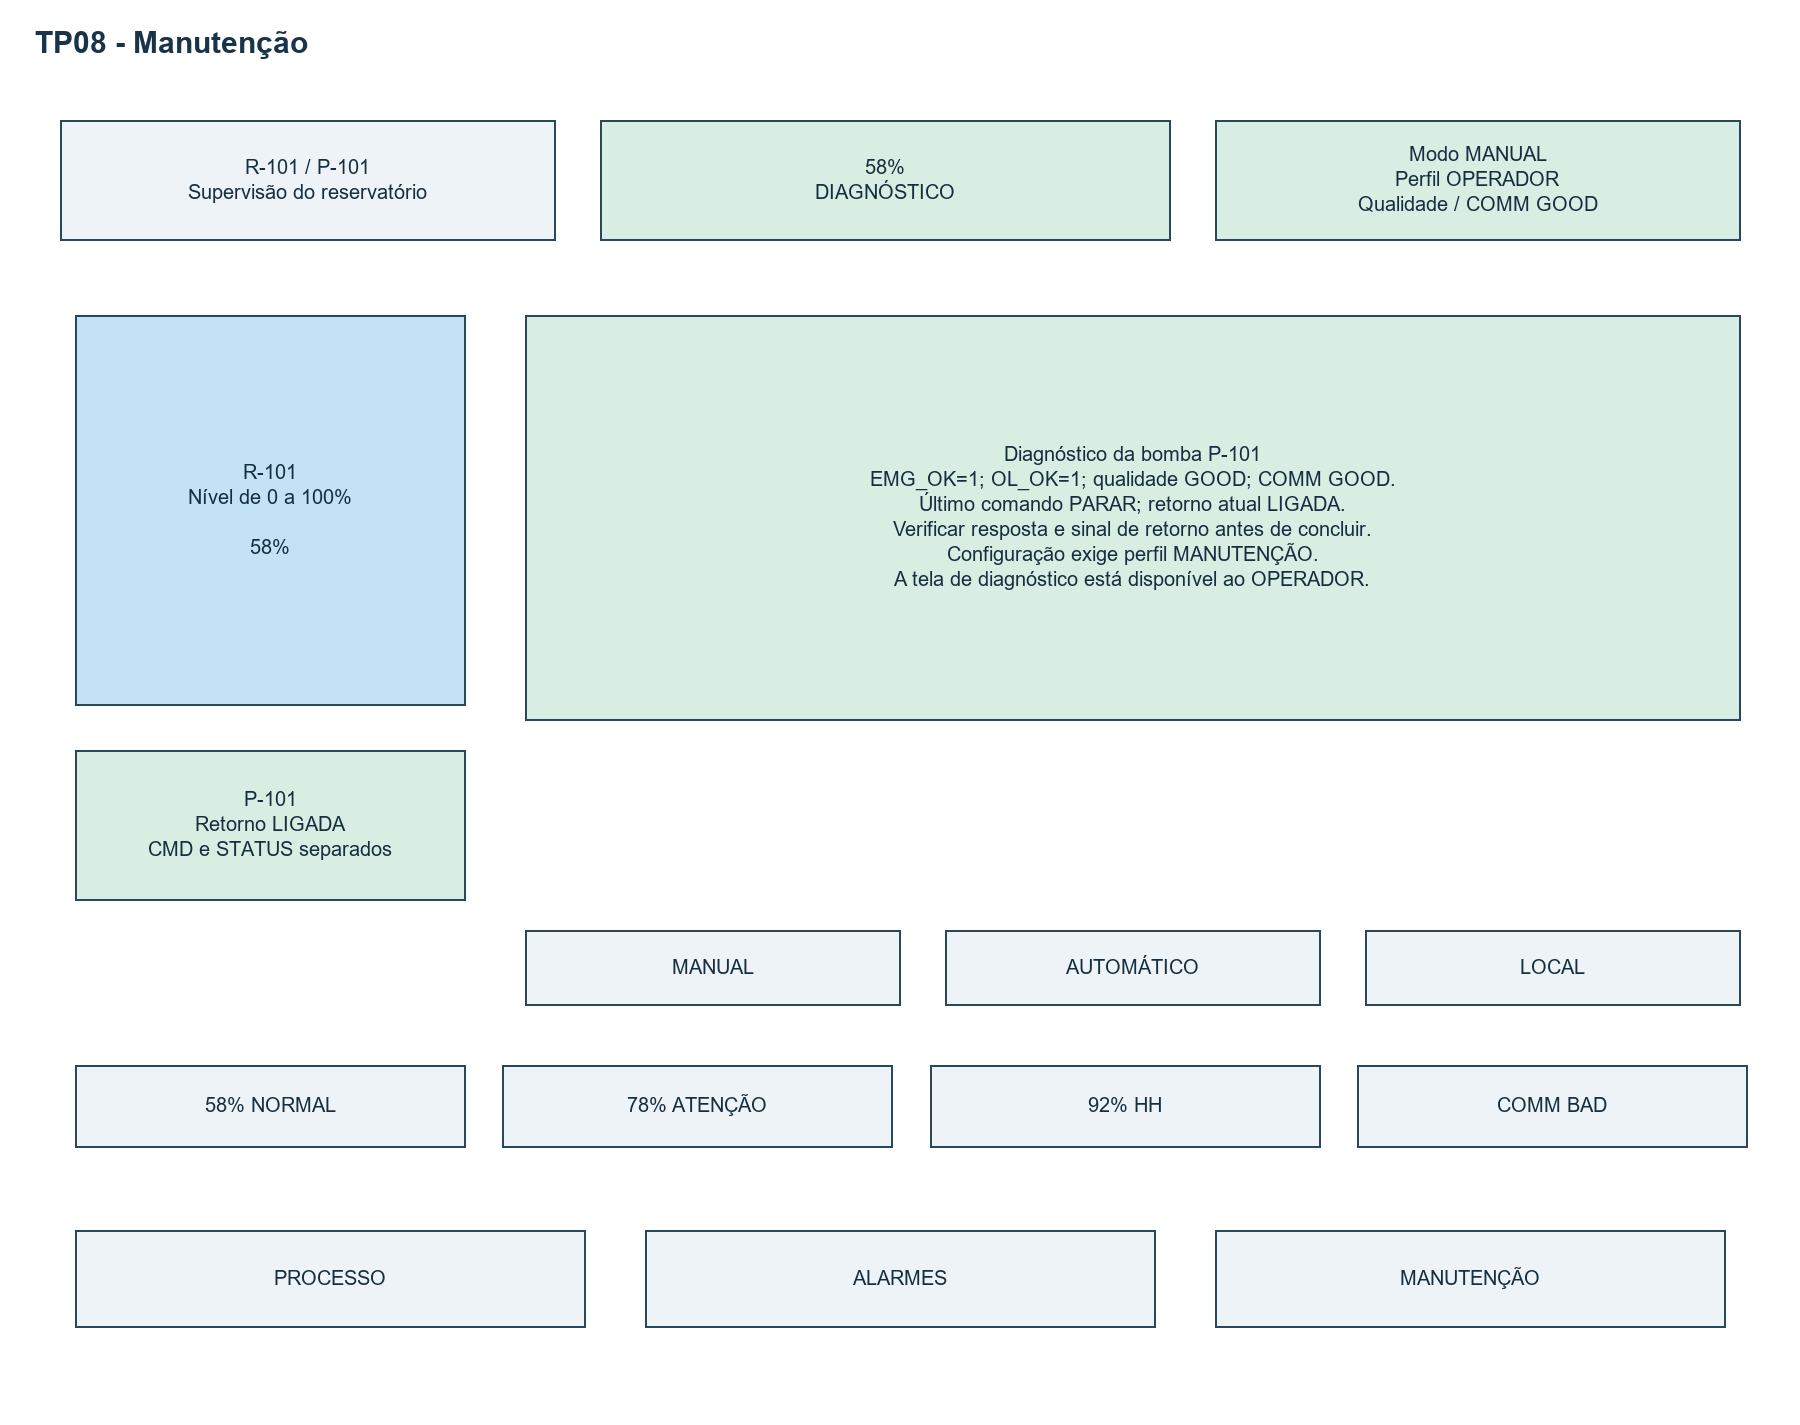 TP08 - Manutenção
R-101 / P-101
Supervisão do reservatório
58%
DIAGNÓSTICO
Modo MANUAL
Perfil OPERADOR
Qualidade / COMM GOOD
R-101
Nível de 0 a 100%
58%
Diagnóstico da bomba P-101
EMG_OK=1; OL_OK=1; qualidade GOOD; COMM GOOD.
Último comando PARAR; retorno atual LIGADA.
Verificar resposta e sinal de retorno antes de concluir.
Configuração exige perfil MANUTENÇÃO.
A tela de diagnóstico está disponível ao OPERADOR.
P-101
Retorno LIGADA
CMD e STATUS separados
MANUAL
AUTOMÁTICO
LOCAL
58% NORMAL
78% ATENÇÃO
92% HH
COMM BAD
PROCESSO
ALARMES
MANUTENÇÃO